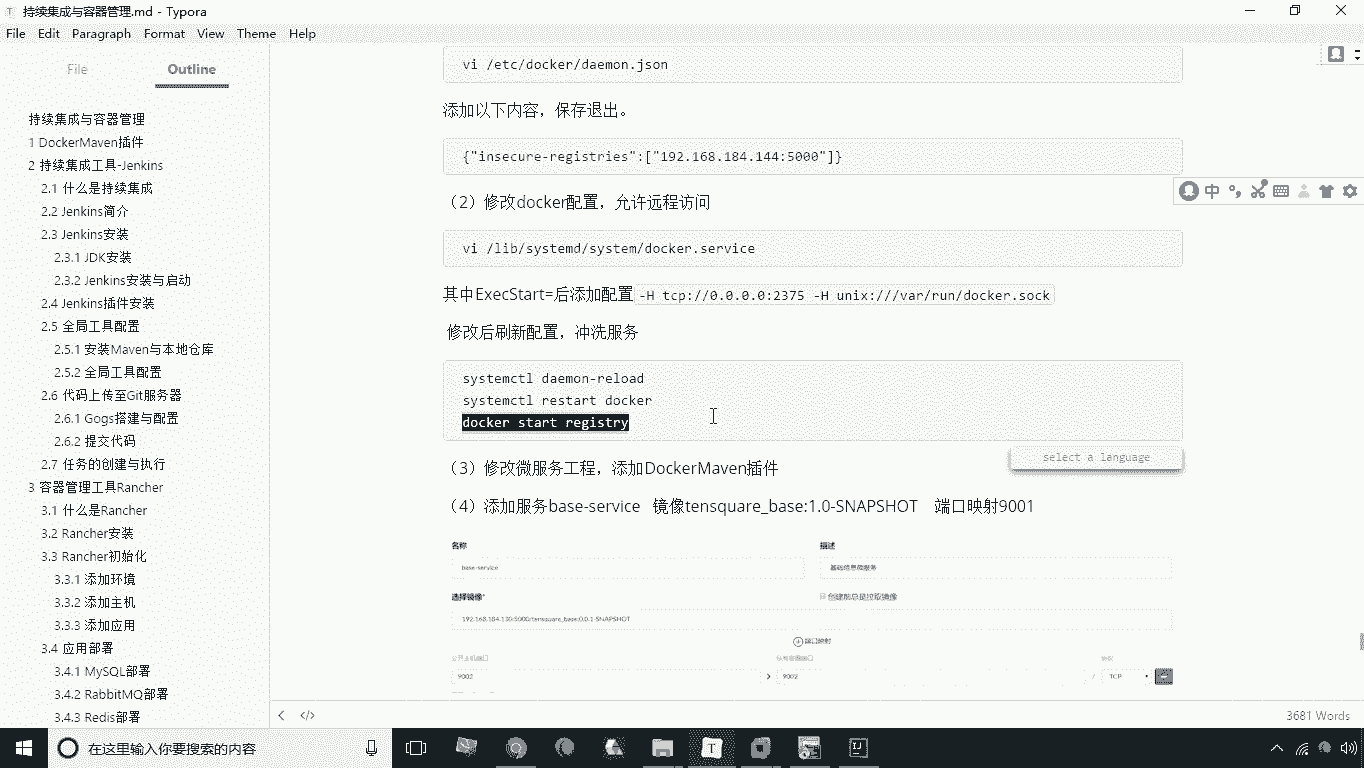 持续集成与容器管理.md - Typora
File Edit Paragraph Format View Theme Help
File Outline
持续集成与容器管理
1 DockerMaven插件
2 持续集成工具-Jenkins
2.1 什么是持续集成
2.2 Jenkins简介
2.3 Jenkins安装
2.3.1 JDK安装
2.3.2 Jenkins安装与启动
2.4 Jenkins插件安装
2.5 全局工具配置
2.5.1 安装Maven与本地仓库
2.5.2 全局工具配置
2.6 代码上传至Git服务器
2.6.1 Gogs搭建与配置
2.6.2 提交代码
2.7 任务的创建与执行
3 容器管理工具Rancher
3.1 什么是Rancher
3.2 Rancher安装
3.3 Rancher初始化
3.3.1 添加环境
3.3.2 添加主机
3.3.3 添加应用
3.4 应用部署
3.4.1 MySQL部署
3.4.2 RabbitMQ部署
3.4.3 Redis部署
vi /etc/docker/daemon.json
添加以下内容，保存退出。
{"insecure-registries":["192.168.184.144:5000"]}
（2）修改docker配置，允许远程访问
vi /lib/systemd/system/docker.service
其中ExecStart=后添加配置 -H tcp://0.0.0.0:2375 -H unix:///var/run/docker.sock
修改后刷新配置，冲洗服务
systemctl daemon-reload
systemctl restart docker
docker start registry
select a language
（3）修改微服务工程，添加DockerMaven插件
（4）添加服务base-service 镜像tensquare_base:1.0-SNAPSHOT 端口映射9001
名称 描述
base-service 基础信息微服务
选择镜像* 创建前总是拉取镜像
192.168.184.130:5000/tensquare_base:0.0.1-SNAPSHOT
端口映射
公开主机端口 私有容器端口 协议
9002 9002 / TCP
中
3681 Words
在这里输入你要搜索的内容